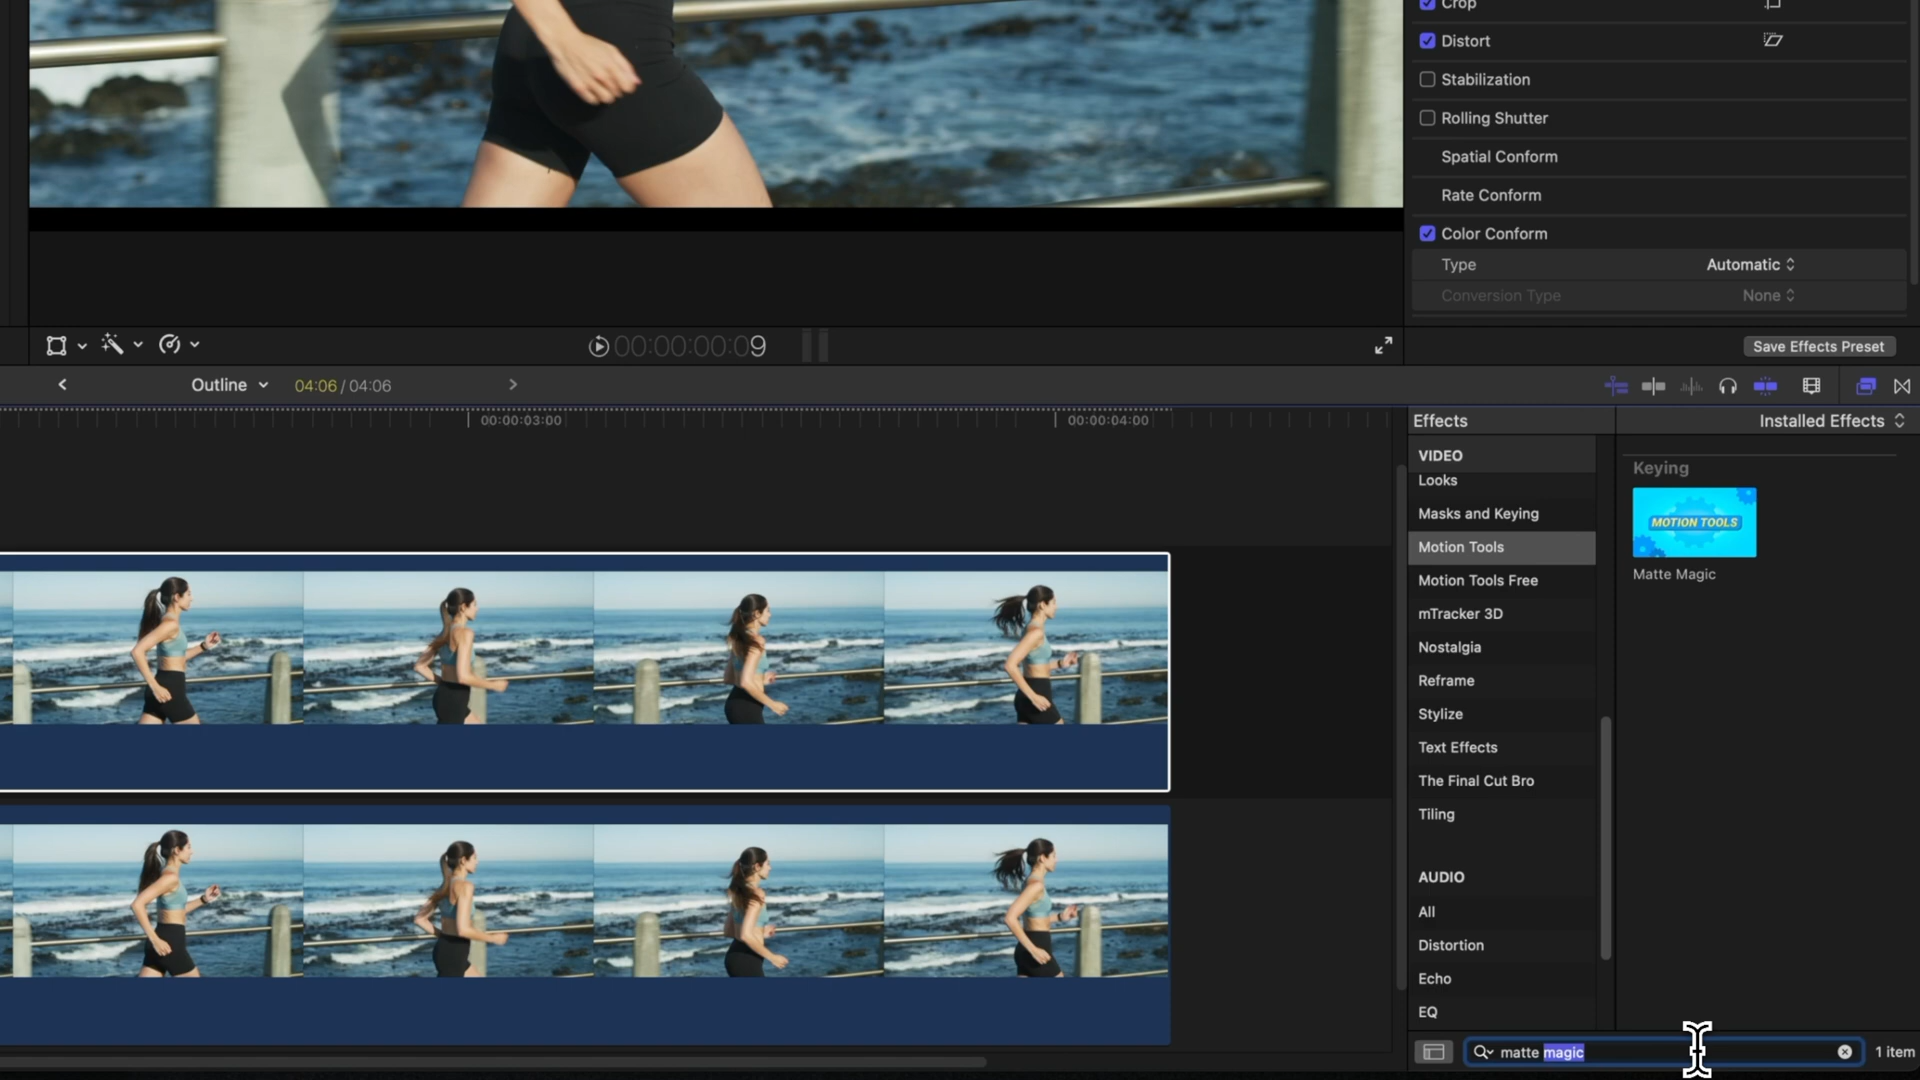 Crop
Distort
Stabilization
Rolling Shutter
Spatial Conform
Rate Conform
Color Conform
Type Automatic
Conversion Type None
00:00:00:09
Save Effects Preset
Outline 04:06 / 04:06
00:00:03:00 00:00:04:00
Effects
Installed Effects
VIDEO
Looks
Masks and Keying
Motion Tools
Motion Tools Free
mTracker 3D
Nostalgia
Reframe
Stylize
Text Effects
The Final Cut Bro
Tiling
AUDIO
All
Distortion
Echo
EQ
Keying
MOTION TOOLS
Matte Magic
matte magic
1 item